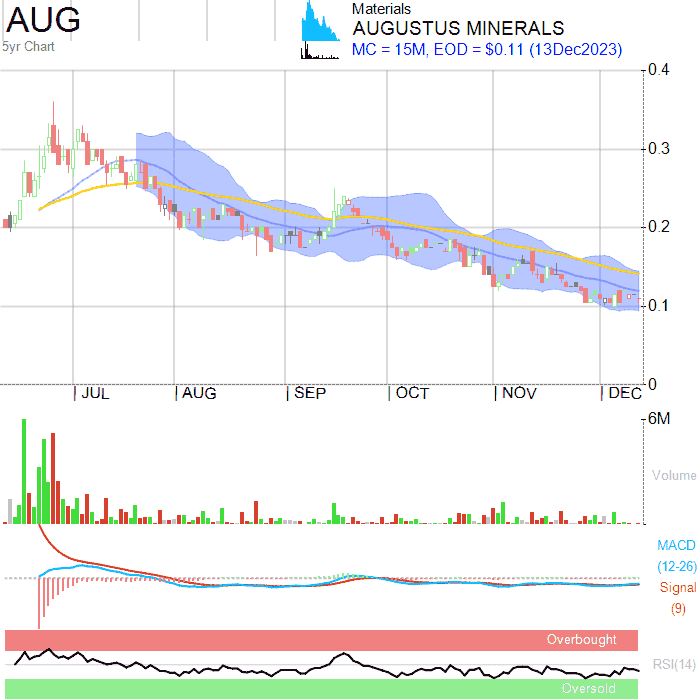 AUG
5yr Chart
Materials
AUGUSTUS MINERALS
MC = 15M, EOD = $0.11 (13Dec2023)
0.4
0.3
0.2
0.1
0
JUL AUG SEP OCT NOV DEC
6M
Volume
MACD
(12-26)
Signal
(9)
Overbought
RSI(14)
Oversold